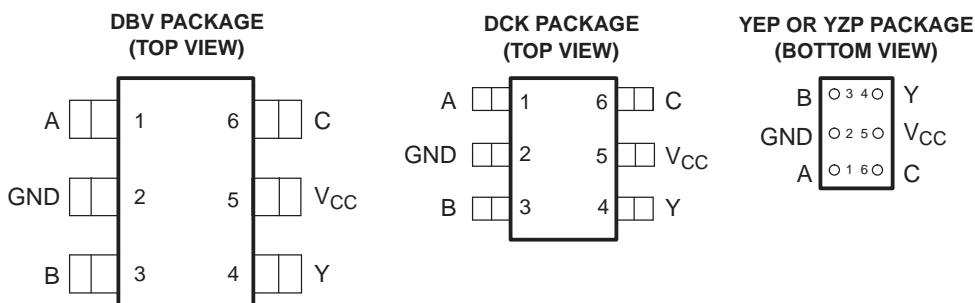 DBV PACKAGE
(TOP VIEW)
A 1 6 C
GND 2 5 VCC
B 3 4 Y
DCK PACKAGE
(TOP VIEW)
A 1 6 C
GND 2 5 VCC
B 3 4 Y
YEP OR YZP PACKAGE
(BOTTOM VIEW)
B 3 4 Y
GND 2 5 VCC
A 1 6 C